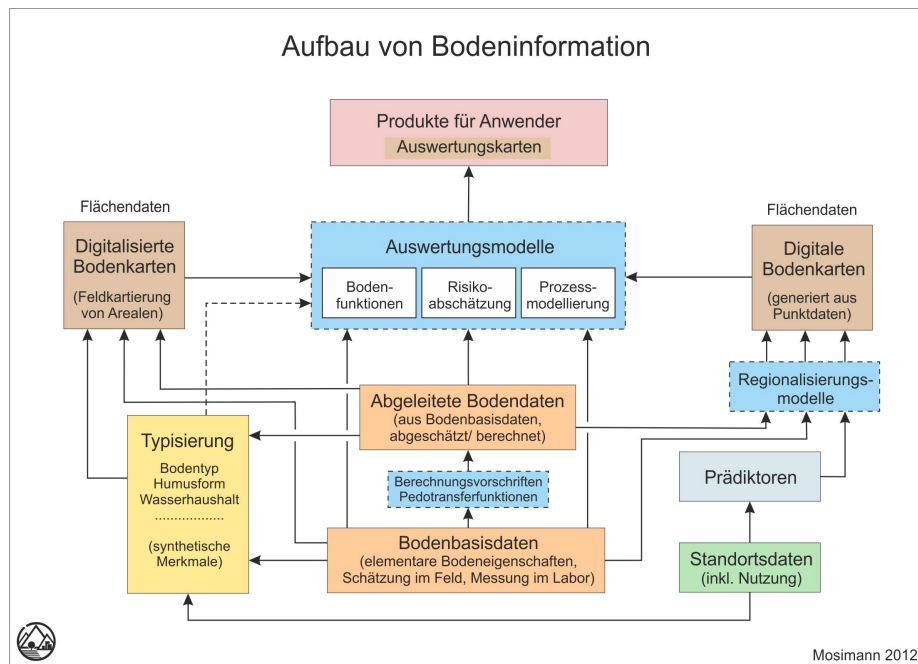 Aufbau von Bodeninformation
Produkte für Anwender
Auswertungskarten
Flächendaten
Digitalisierte
Bodenkarten
(Feldkartierung
von Arealen)
Auswertungsmodelle
Boden-
funktionen
Risiko-
abschätzung
Prozess-
modellierung
Flächendaten
Digitale
Bodenkarten
(generiert aus
Punktdaten)
Regionalisierungs-
modelle
Abgeleitete Bodendaten
(aus Bodenbasisdaten,
abgeschätzt/ berechnet)
Typisierung
Bodentyp
Humusform
Wasserhaushalt
..................
(synthetische
Merkmale)
Berechnungsvorschriften
Pedotransferfunktionen
Prädiktoren
Bodenbasisdaten
(elementare Bodeneigenschaften,
Schätzung im Feld, Messung im Labor)
Standortsdaten
(inkl. Nutzung)
Mosimann 2012